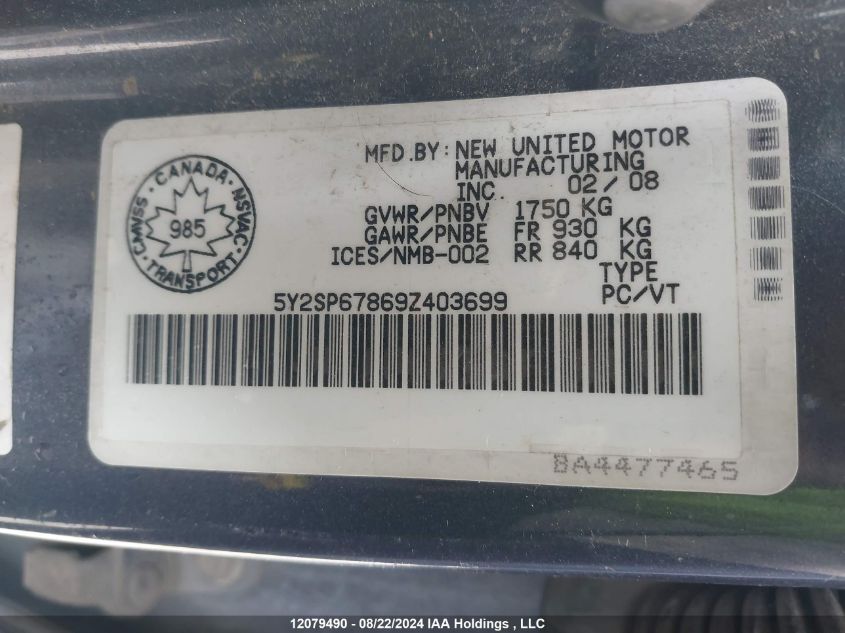 MFD.BY: NEW UNITED MOTOR
MANUFACTURING
INC. 02/08
GVWR/PNBV 1750 KG
GAWR/PNBE FR 930 KG
ICES/NMB-002 RR 840 KG
TYPE
PC/VT
CANADA
CMVSS 985 NSVAC
TRANSPORT
5Y2SP67869Z403699
BA4477465
12079490 - 08/22/2024 IAA Holdings , LLC